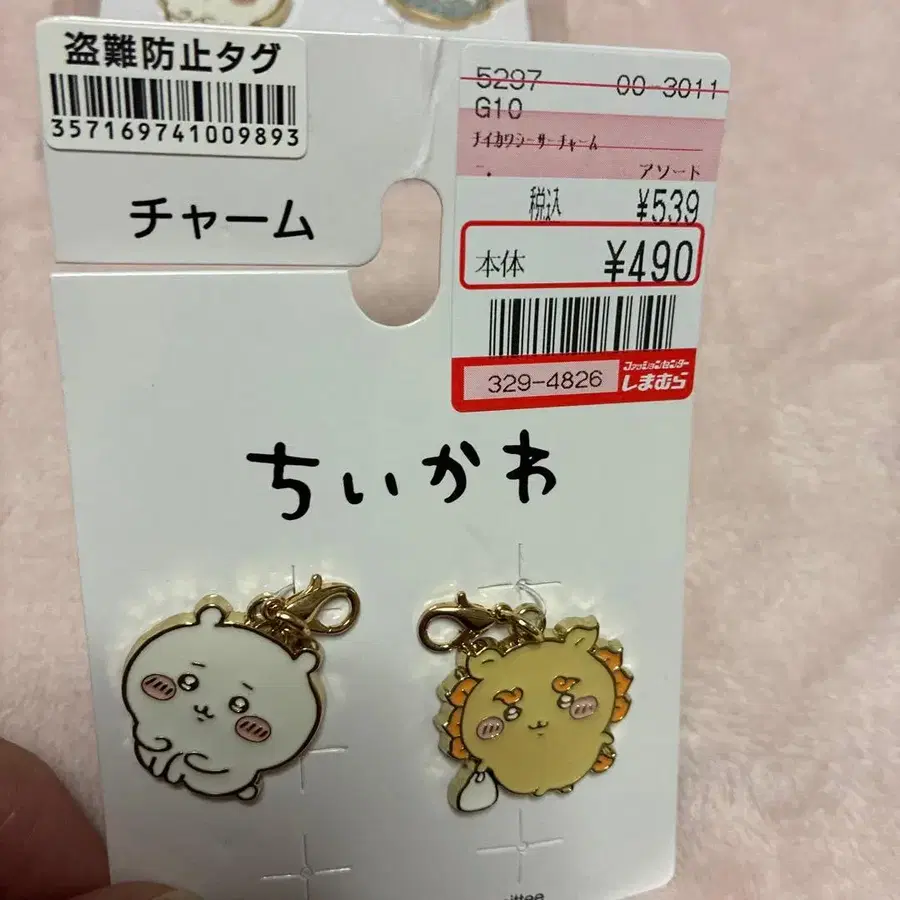 盗難防止タグ
357169741009893
チャーム
5297 00-3011
G10
チイカワシーサーチャーム
アソート
税込 ¥539
本体 ¥490
329-4826
ファッションセンター
しまむら
ちいかわ